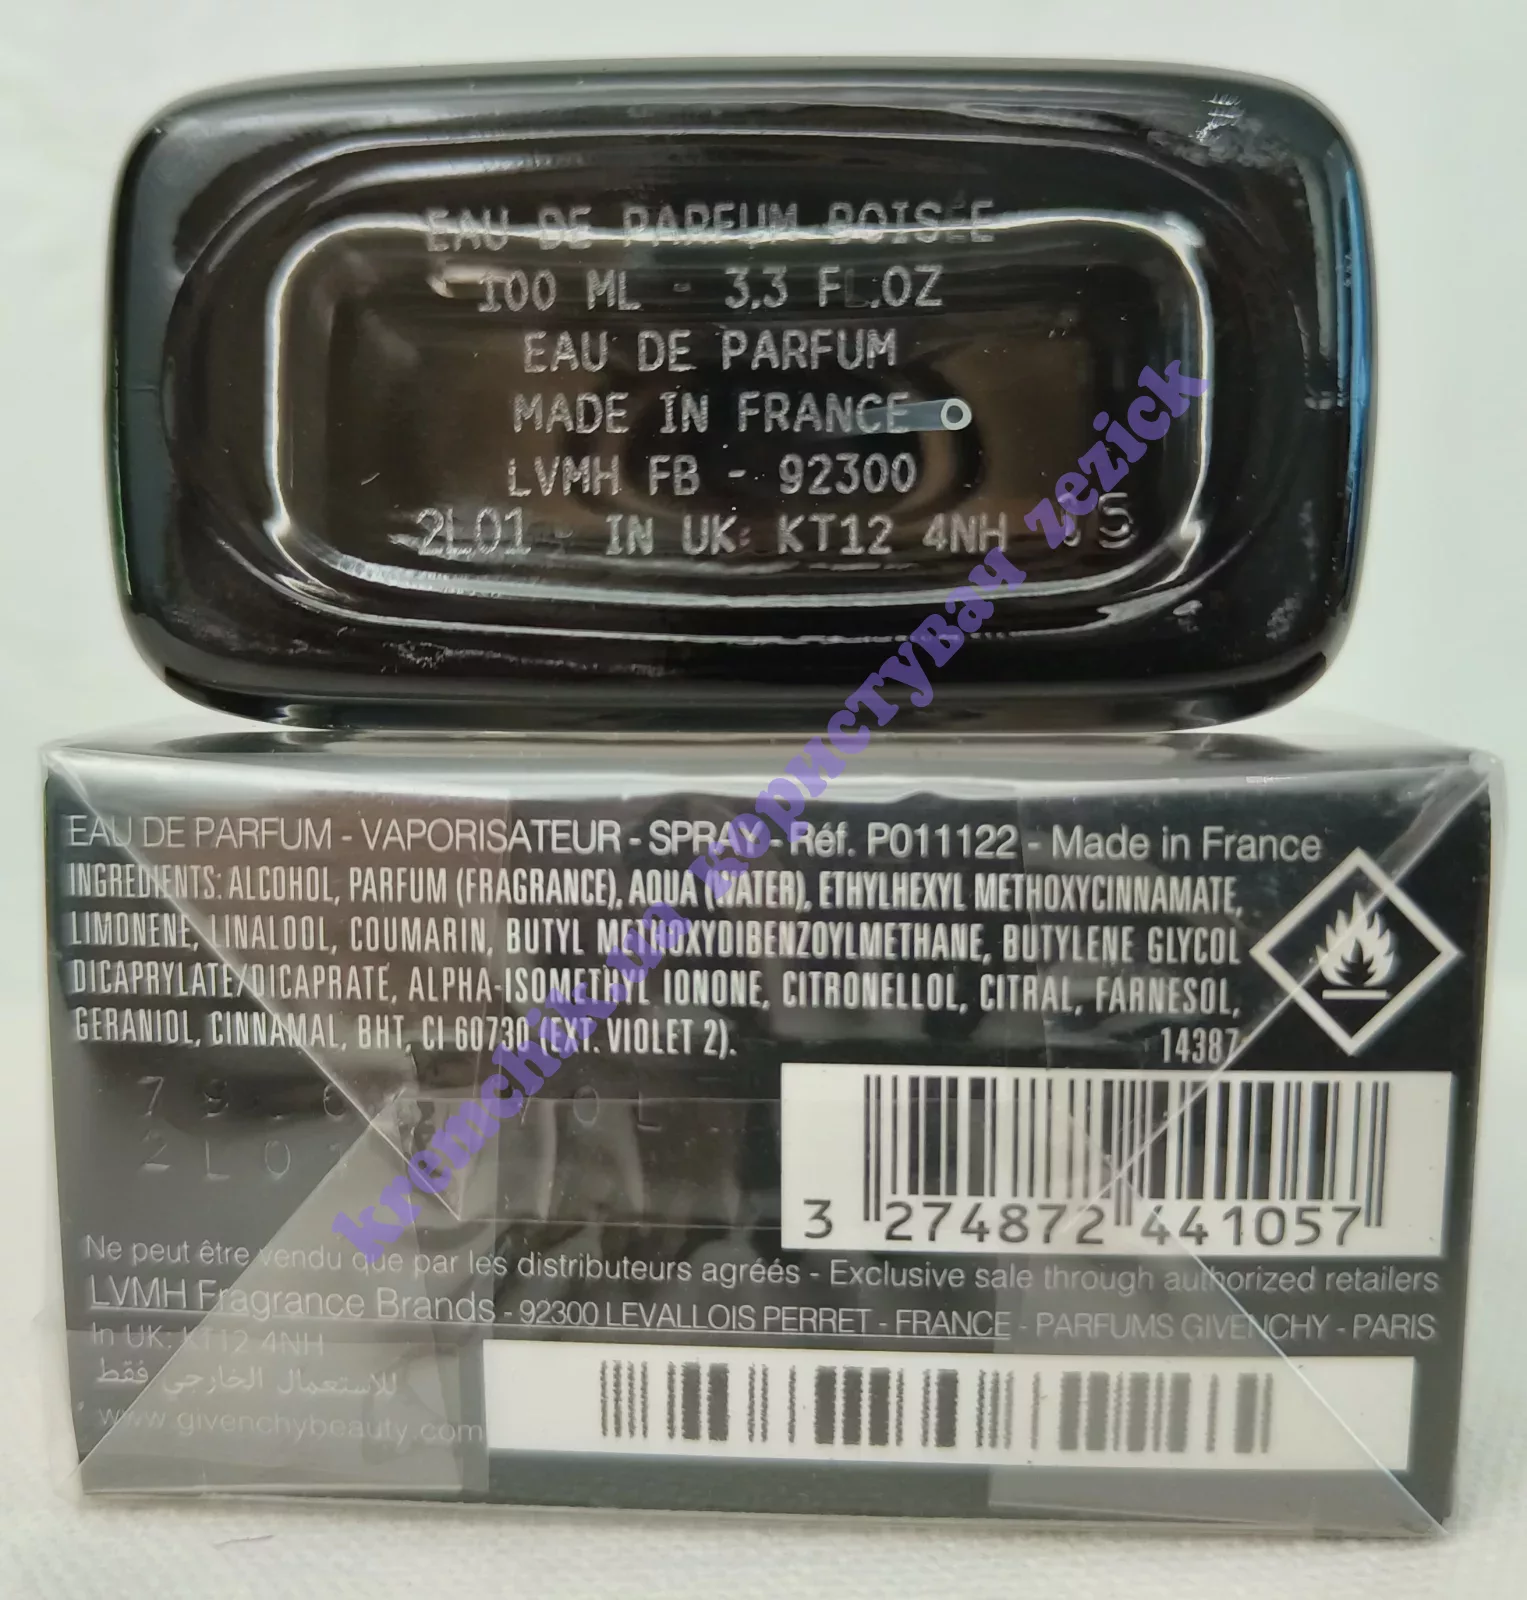 EAU DE PARFUM BOISÉE
100 ML - 3.3 FL.OZ
EAU DE PARFUM
MADE IN FRANCE
LVMH FB - 92300
2L01 IN UK: KT12 4NH
EAU DE PARFUM - VAPORISATEUR - SPRAY - Réf. P011122 - Made in France
INGREDIENTS: ALCOHOL, PARFUM (FRAGRANCE), AQUA (WATER), ETHYLHEXYL METHOXYCINNAMATE,
LIMONENE, LINALOOL, COUMARIN, BUTYL METHOXYDIBENZOYLMETHANE, BUTYLENE GLYCOL
DICAPRYLATE/DICAPRATE, ALPHA-ISOMETHYL IONONE, CITRONELLOL, CITRAL, FARNESOL,
GERANIOL, CINNAMAL, BHT, CI 60730 (EXT. VIOLET 2).
14387
2L01
3 274872 441057
Ne peut être vendu que par les distributeurs agréés - Exclusive sale through authorized retailers
LVMH Fragrance Brands - 92300 LEVALLOIS PERRET - FRANCE - PARFUMS GIVENCHY - PARIS
In UK: KT12 4NH
للاستعمال الخارجي فقط
www.givenchybeauty.com
kremchik.ua користувач zezick